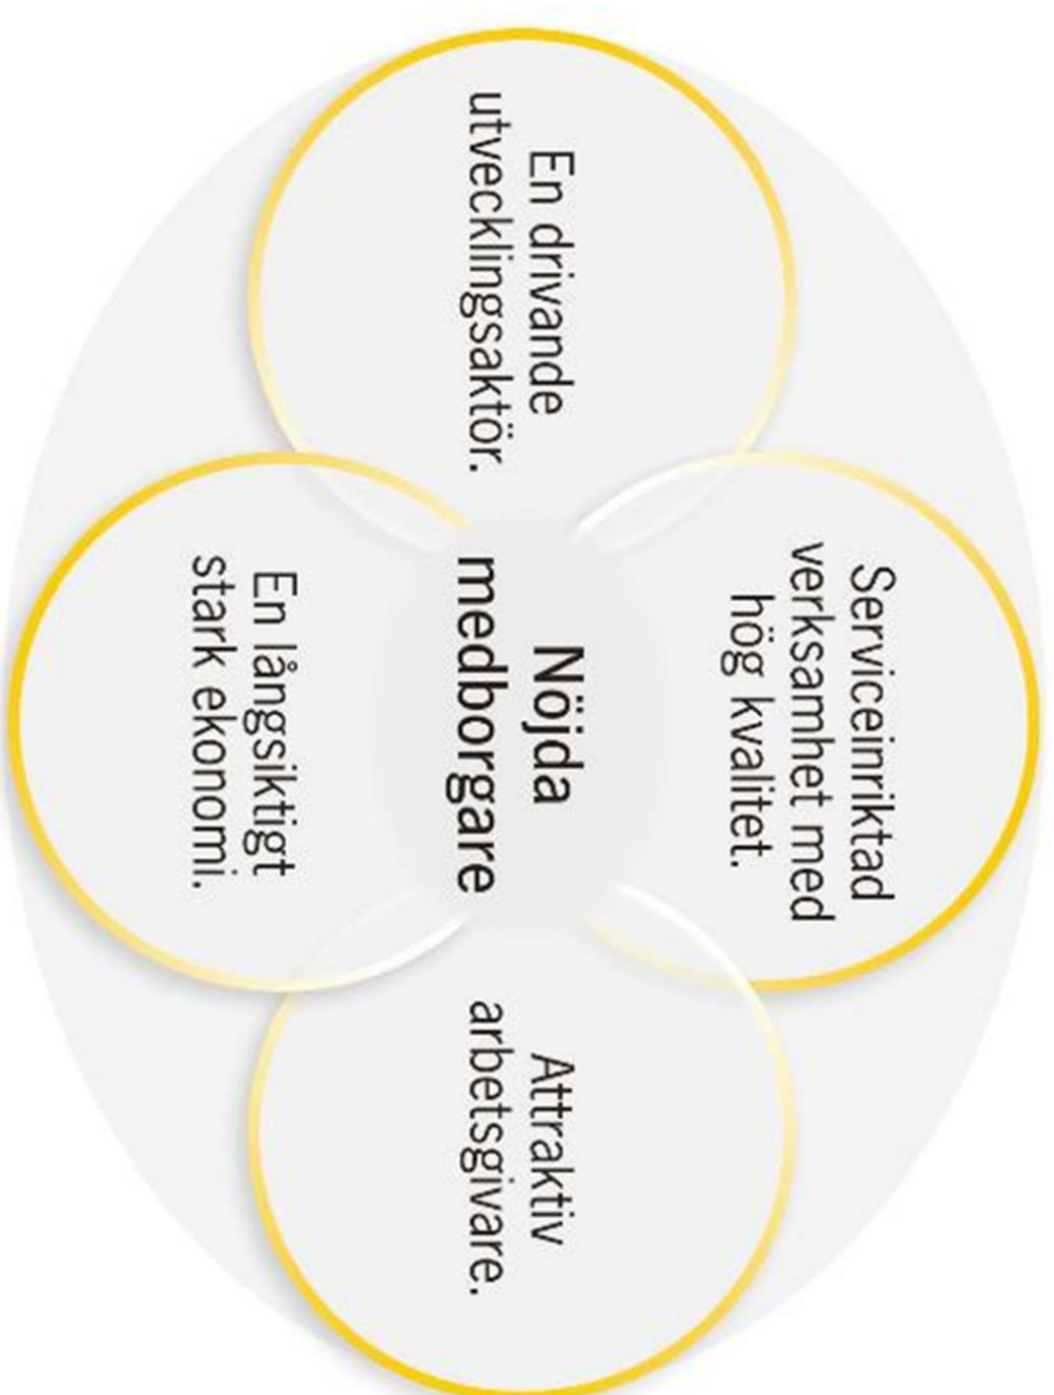 Serviceinriktad
verksamhet med
hög kvalitet.
En drivande
utvecklingsaktör.
Nöjda
medborgare
Attraktiv
arbetsgivare.
En långsiktigt
stark ekonomi.